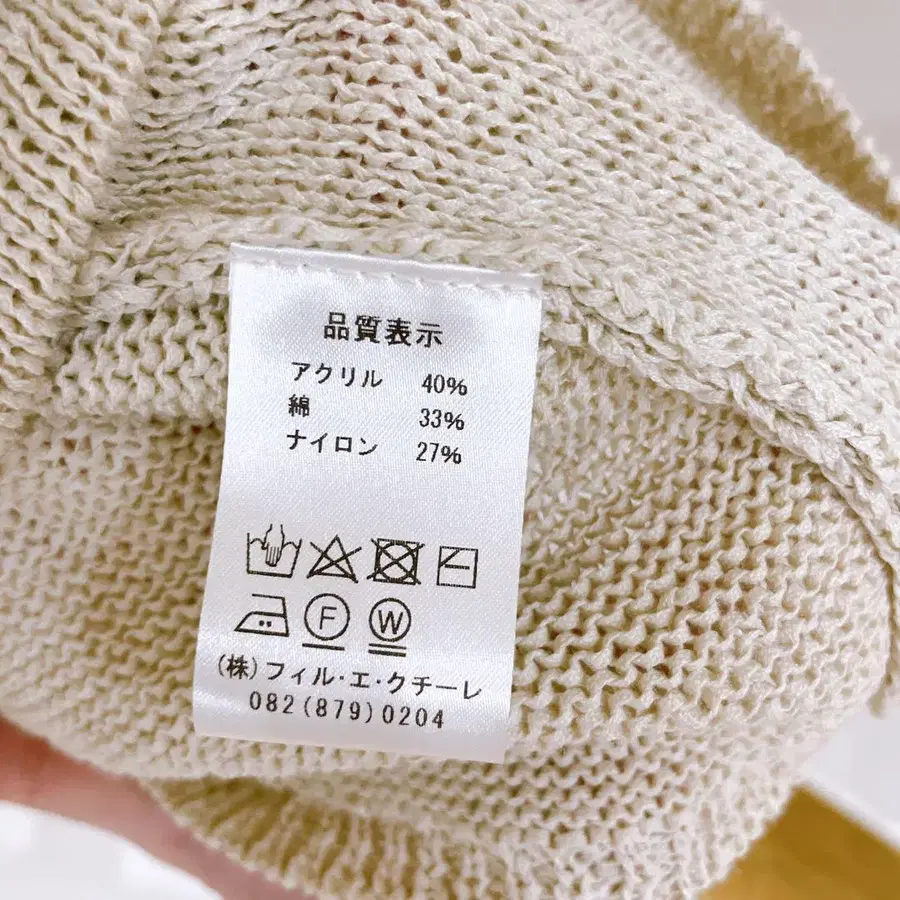 品質表示
アクリル 40%
綿 33%
ナイロン 27%
F W
(株)フィル・エ・クチーレ
082(879)0204